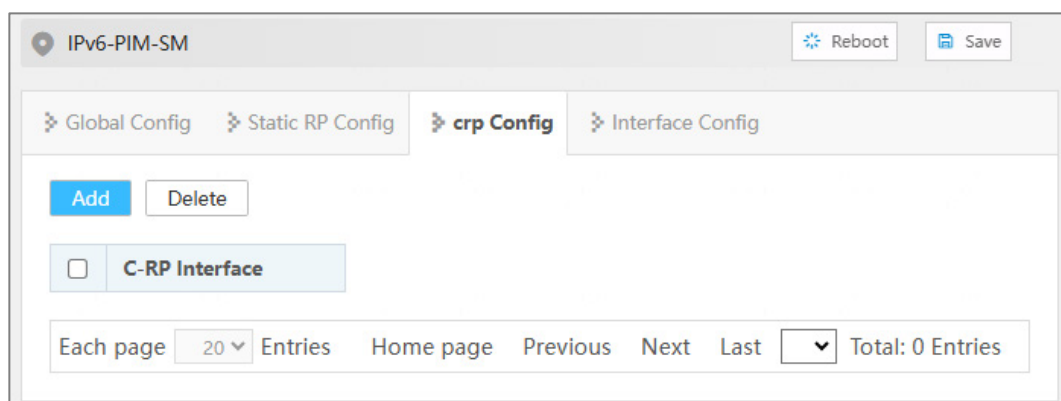 IPv6-PIM-SM Reboot Save
Global Config Static RP Config crp Config Interface Config
Add Delete
C-RP Interface
Each page 20 Entries Home page Previous Next Last Total: 0 Entries